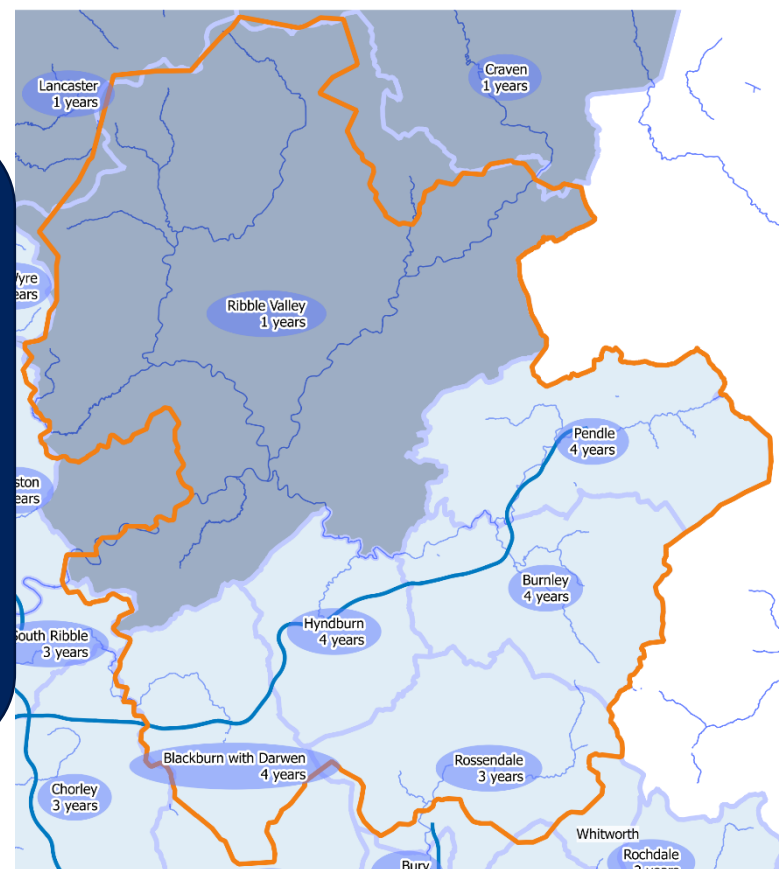 Lancaster
1 years
Craven
1 years
Ribble Valley
1 years
Pendle
4 years
Burnley
4 years
Hyndburn
4 years
South Ribble
3 years
Blackburn with Darwen
4 years
Rossendale
3 years
Chorley
3 years
Whitworth
Rochdale
Bury